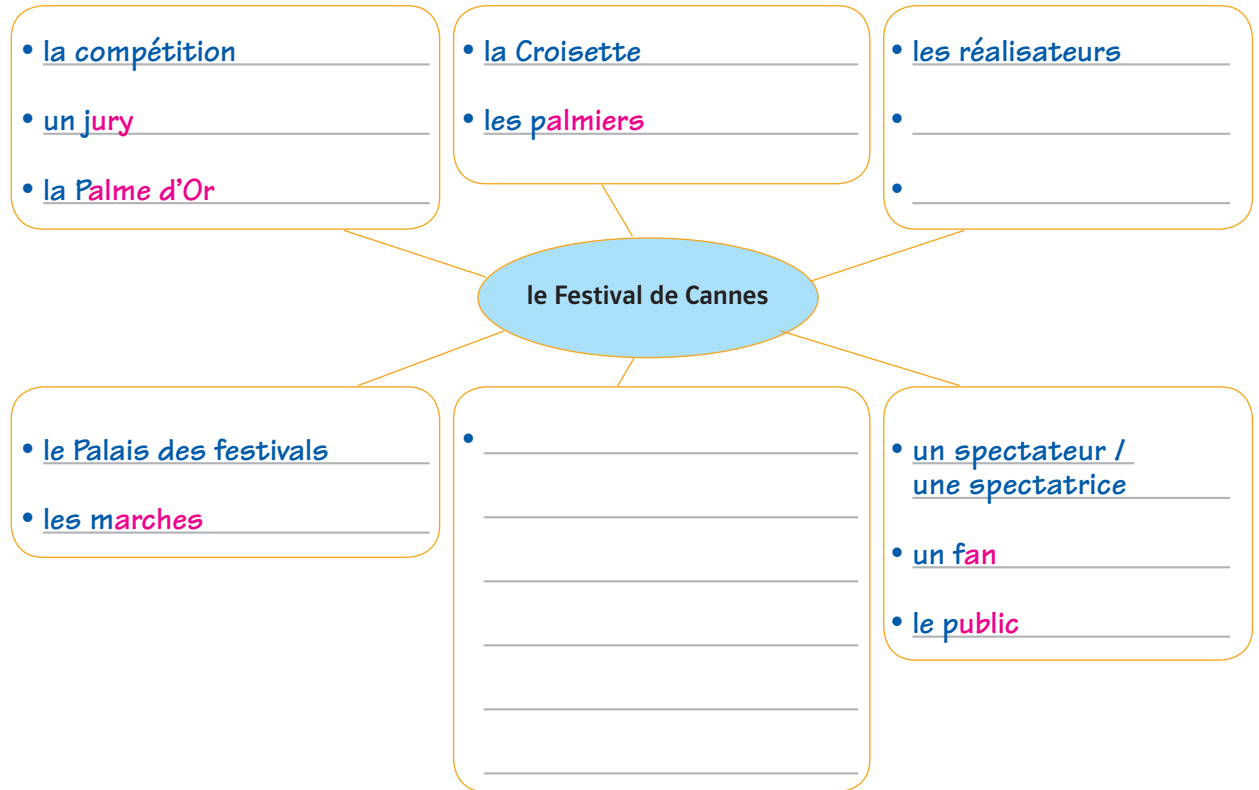 • la compétition
• un jury
• la Palme d'Or
• la Croisette
• les palmiers
• les réalisateurs
•
•
le Festival de Cannes
• le Palais des festivals
• les marches
•
• un spectateur /
une spectatrice
• un fan
• le public